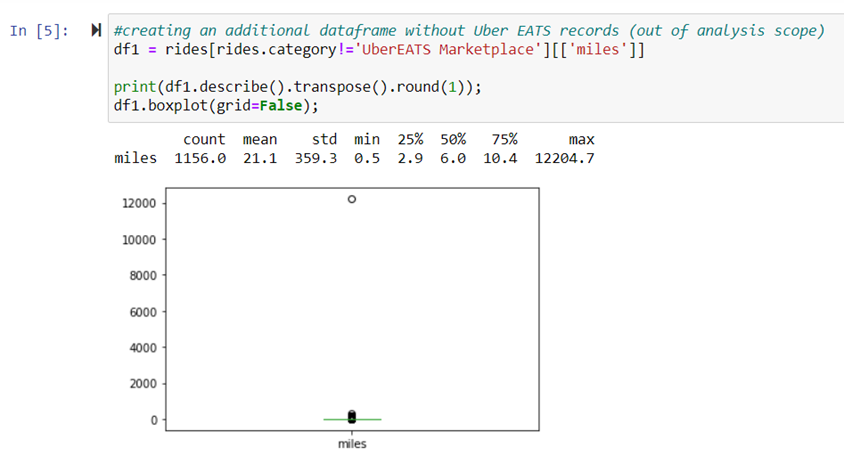 In [5]:
#creating an additional dataframe without Uber EATS records (out of analysis scope)
df1 = rides[rides.category!='UberEATS Marketplace'][['miles']]
print(df1.describe().transpose().round(1));
df1.boxplot(grid=False);
count mean std min 25% 50% 75% max
miles 1156.0 21.1 359.3 0.5 2.9 6.0 10.4 12204.7
12000
10000
8000
6000
4000
2000
0
miles